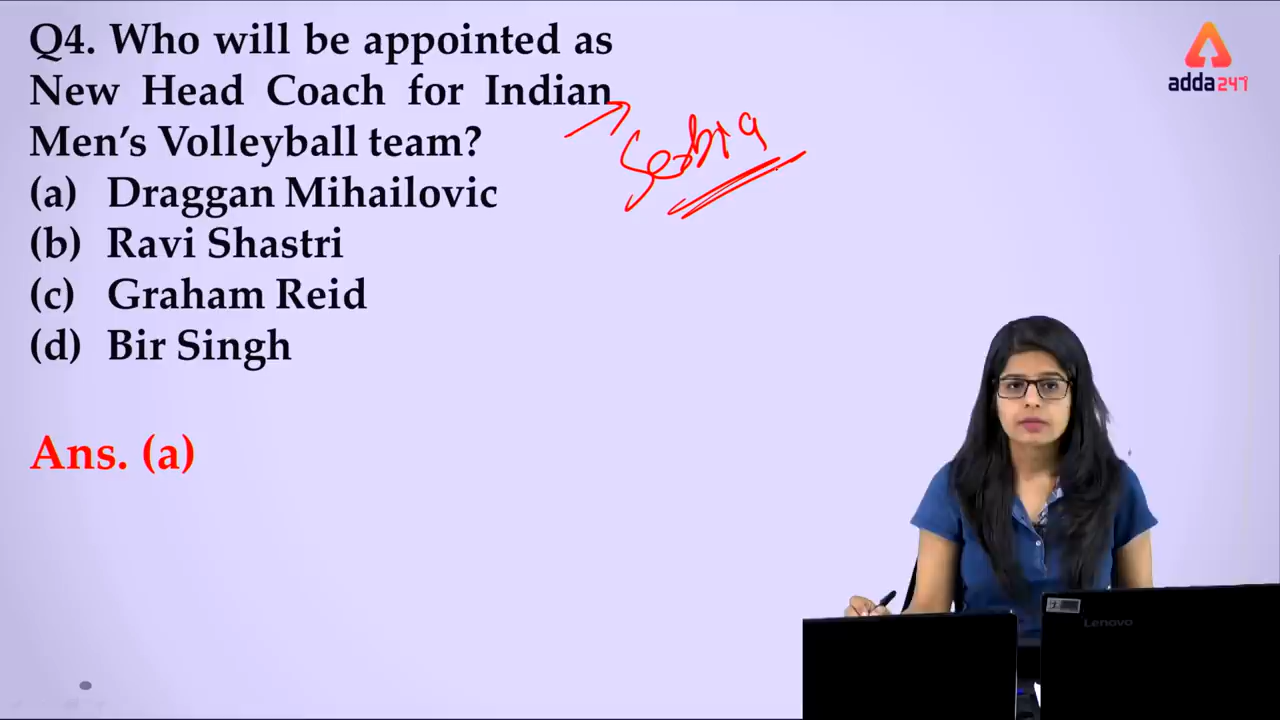 Q4. Who will be appointed as
New Head Coach for Indian
Men's Volleyball team?
(a) Draggan Mihailovic
(b) Ravi Shastri
(c) Graham Reid
(d) Bir Singh
Ans. (a)
Serbia
adda247
Lenovo